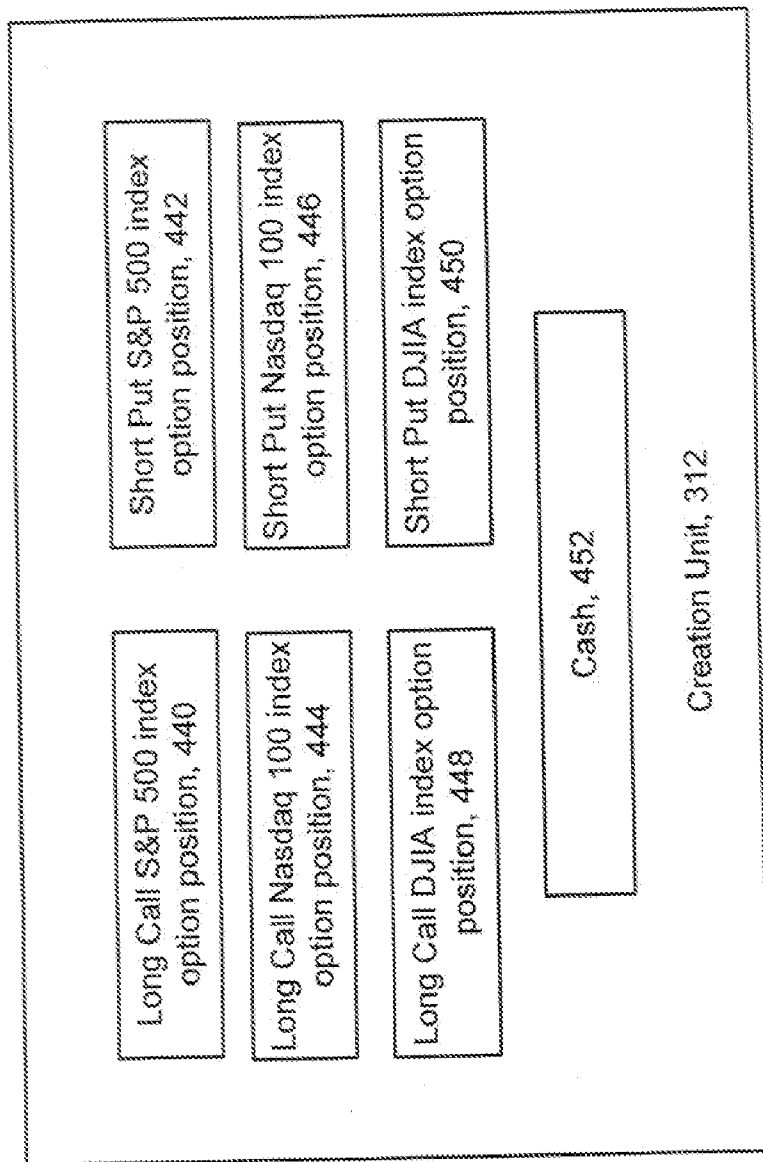 Long Call S&P 500 index
option position, 440
Short Put S&P 500 index
option position, 442
Long Call Nasdaq 100 index
option position, 444
Short Put Nasdaq 100 index
option position, 446
Long Call DJIA index option
position, 448
Short Put DJIA index option
position, 450
Cash, 452
Creation Unit, 312